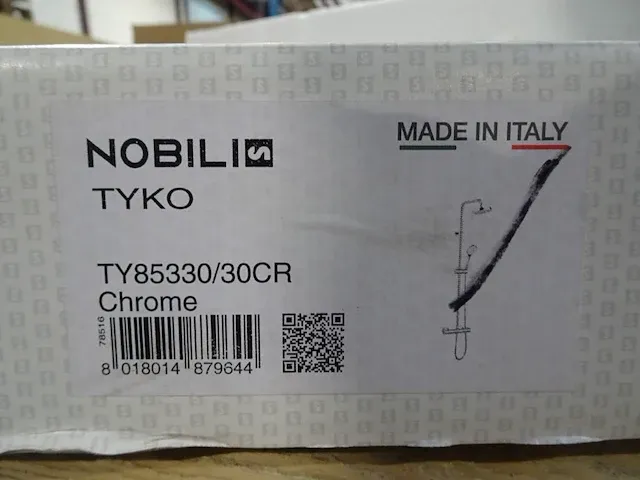 NOBILI S
MADE IN ITALY
TYKO
TY85330/30CR
Chrome
78516
8 018014 879644